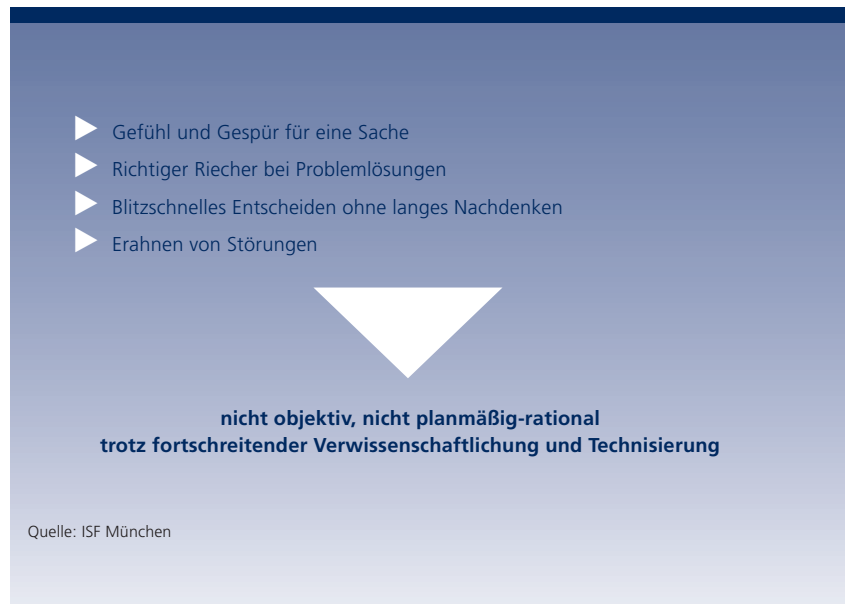 Gefühl und Gespür für eine Sache
Richtiger Riecher bei Problemlösungen
Blitzschnelles Entscheiden ohne langes Nachdenken
Erahnen von Störungen
nicht objektiv, nicht planmäßig-rational
trotz fortschreitender Verwissenschaftlichung und Technisierung
Quelle: ISF München